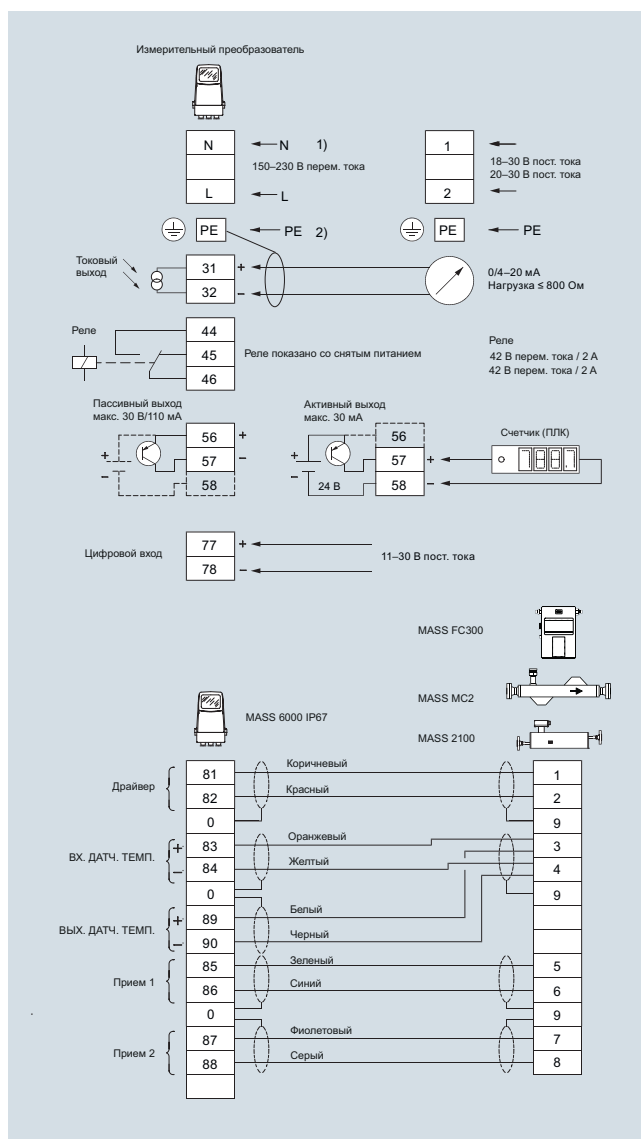 Измерительный преобразователь
N
N 1)
150–230 В перем. тока
L
L
1
18–30 В пост. тока
20–30 В пост. тока
2
PE
PE 2)
PE
PE
Токовый
выход
31 +
32 –
0/4–20 мА
Нагрузка ≤ 800 Ом
Реле
44
45
46
Реле показано со снятым питанием
Реле
42 В перем. тока / 2 А
42 В перем. тока / 2 А
Пассивный выход
макс. 30 В/110 мА
+
–
56 +
57 –
58
Активный выход
макс. 30 мА
+
–
24 В
56
57 +
58 –
Счетчик (ПЛК)
Цифровой вход
77 +
78 –
11–30 В пост. тока
MASS FC300
MASS MC2
MASS 6000 IP67
MASS 2100
Драйвер
81 Коричневый 1
82 Красный 2
0 9
ВХ. ДАТЧ. ТЕМП.
+ 83 Оранжевый 3
– 84 Желтый 4
0 9
ВЫХ. ДАТЧ. ТЕМП.
+ 89 Белый
– 90 Черный
Прием 1
85 Зеленый 5
86 Синий 6
0 9
Прием 2
87 Фиолетовый 7
88 Серый 8